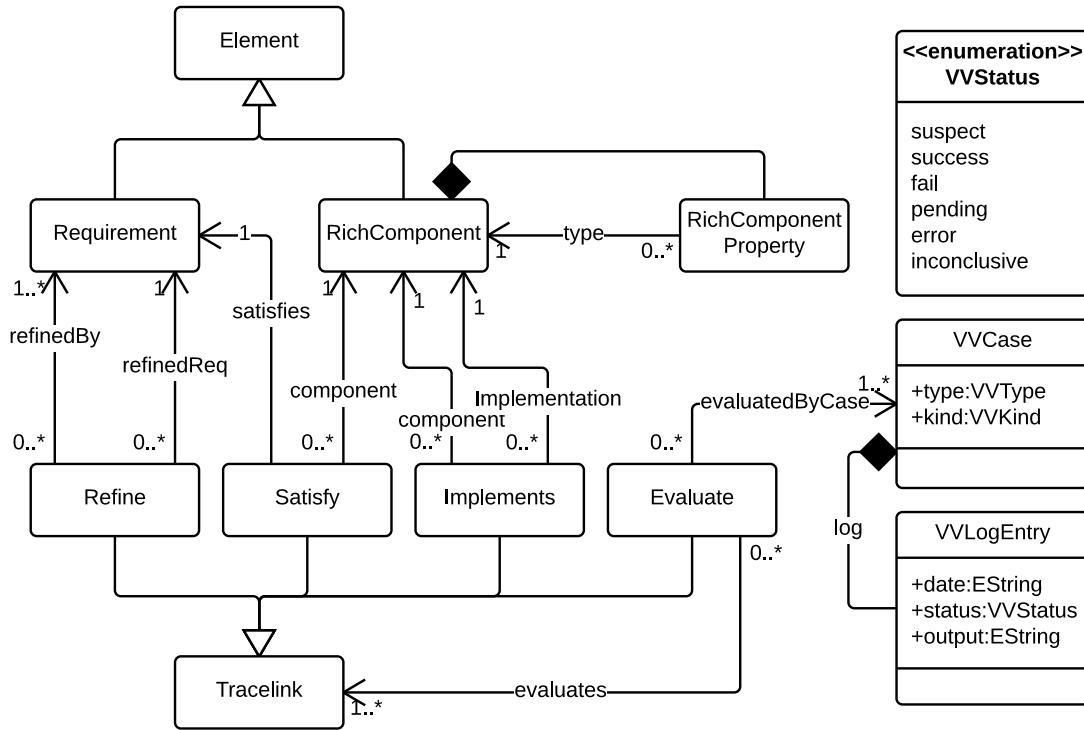 Element
<<enumeration>>
VVStatus
suspect
success
fail
pending
error
inconclusive
Requirement
RichComponent
RichComponent
Property
1
type
1
0..*
1..*
1
1
1
1
refinedBy
refinedReq
satisfies
component
component
Implementation
evaluatedByCase
1..*
VVCase
+type:VVType
+kind:VVKind
0..*
0..*
0..*
0..*
0..*
0..*
Refine
Satisfy
Implements
Evaluate
log
VVLogEntry
+date:EString
+status:VVStatus
+output:EString
0..*
Tracelink
1..*
evaluates